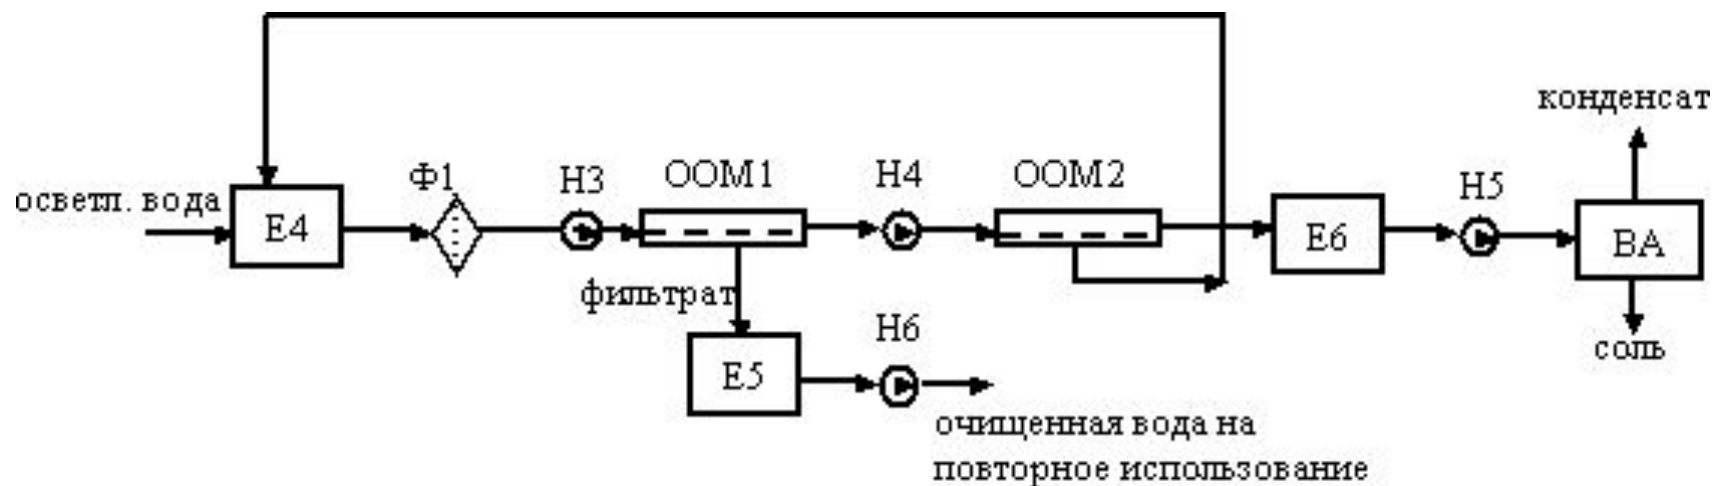 конденсат
Ф1
Н3
ООМ1
Н4
ООМ2
Н5
осветл. вода
Е4
Е6
ВА
фильтрат
Н6
соль
Е5
очищенная вода на
повторное использование